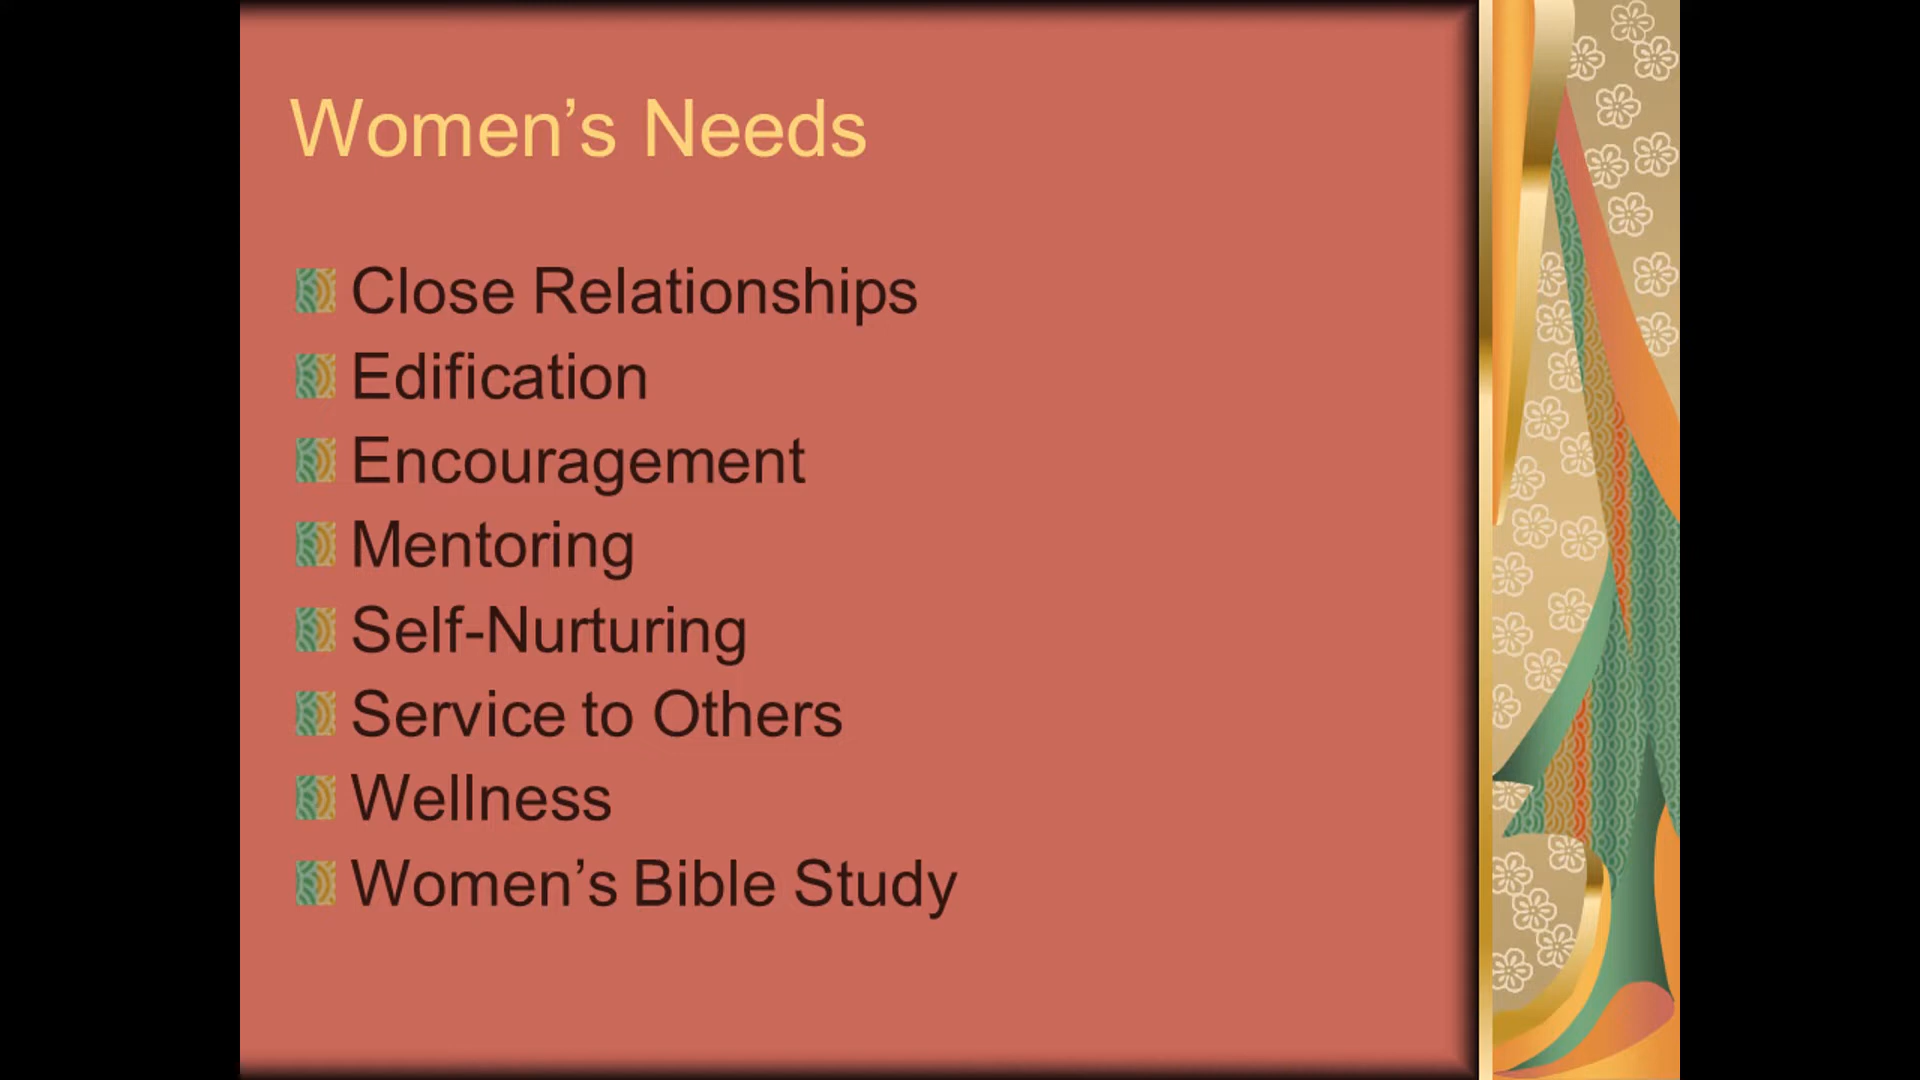 Women’s Needs
Close Relationships
Edification
Encouragement
Mentoring
Self-Nurturing
Service to Others
Wellness
Women’s Bible Study